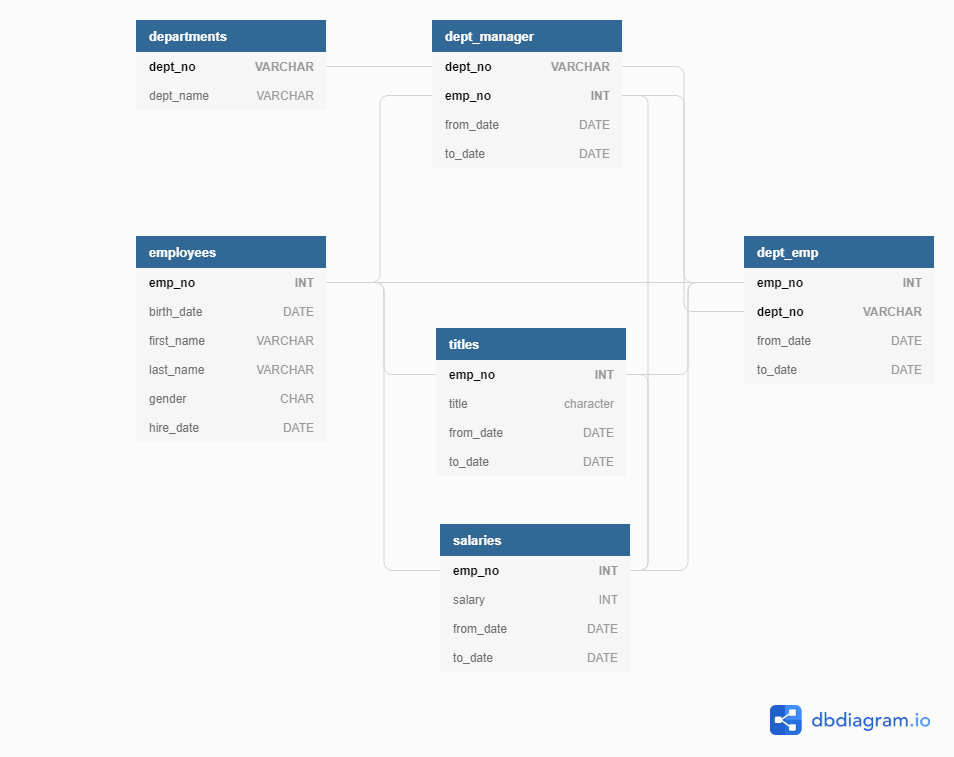 departments
dept_no VARCHAR
dept_name VARCHAR
dept_manager
dept_no VARCHAR
emp_no INT
from_date DATE
to_date DATE
employees
emp_no INT
birth_date DATE
first_name VARCHAR
last_name VARCHAR
gender CHAR
hire_date DATE
dept_emp
emp_no INT
dept_no VARCHAR
from_date DATE
to_date DATE
titles
emp_no INT
title character
from_date DATE
to_date DATE
salaries
emp_no INT
salary INT
from_date DATE
to_date DATE
dbdiagram.io